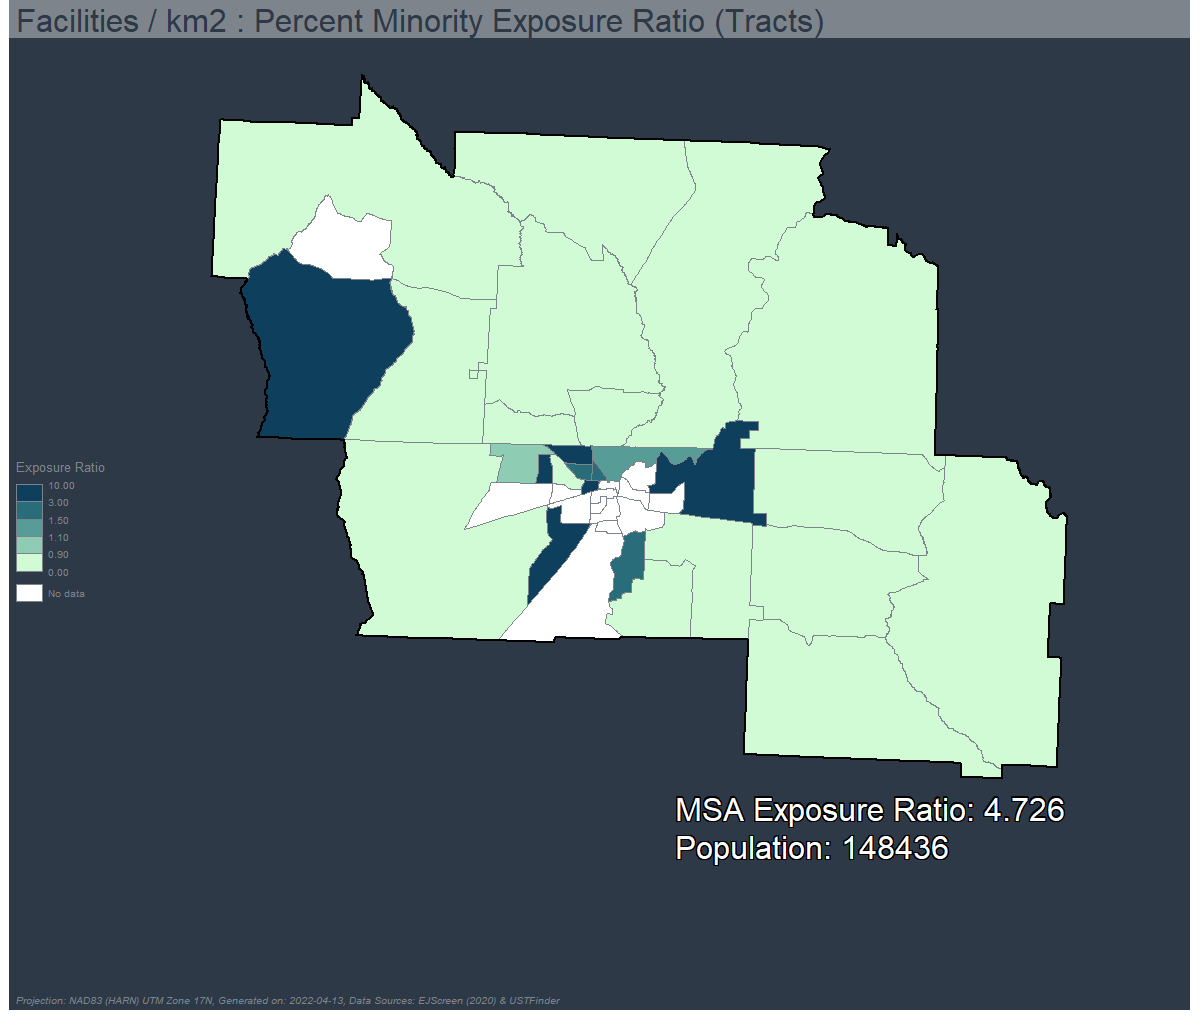 Facilities / km2 : Percent Minority Exposure Ratio (Tracts)
Exposure Ratio
10.00
3.00
1.50
1.10
0.90
0.00
No data
MSA Exposure Ratio: 4.726
Population: 148436
Projection: NAD83 (HARN) UTM Zone 17N, Generated on: 2022-04-13, Data Sources: EJScreen (2020) & USTFinder